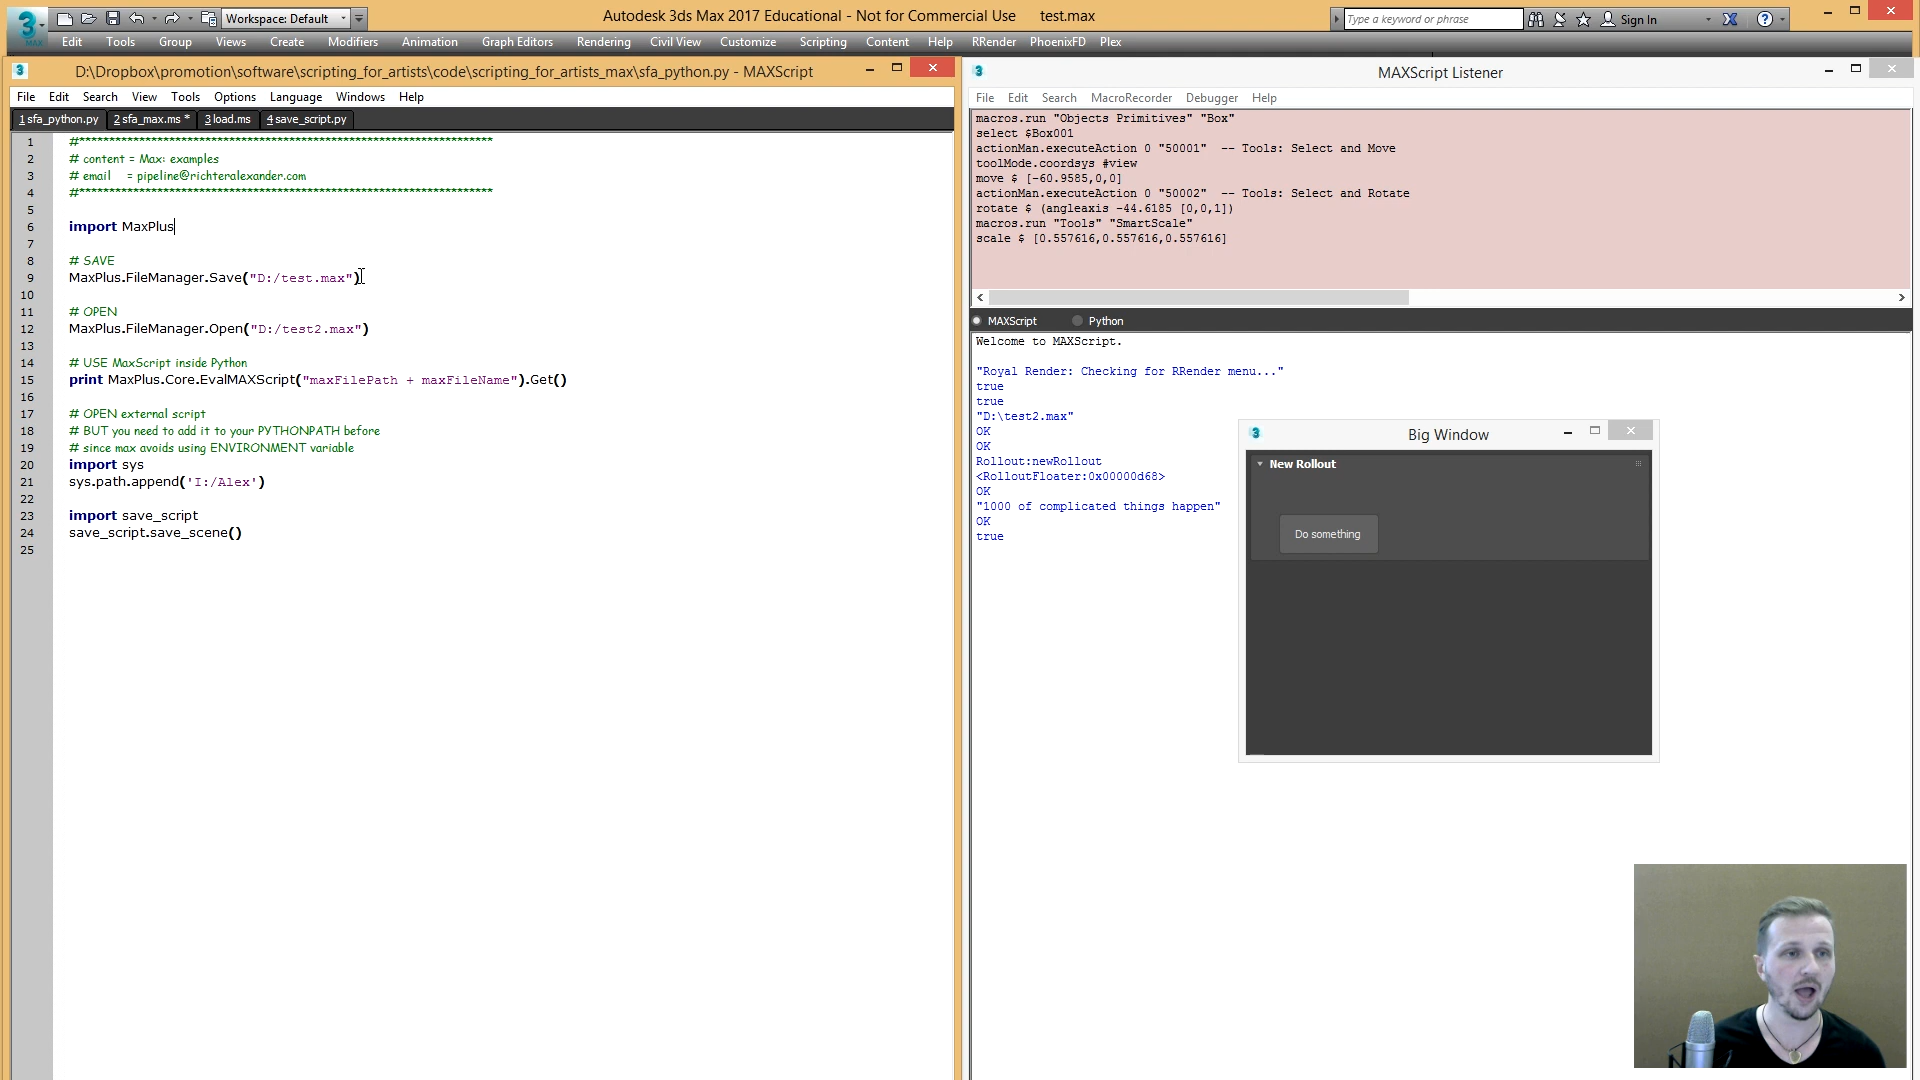 Workspace: Default
Autodesk 3ds Max 2017 Educational - Not for Commercial Use test.max
Type a keyword or phrase
Sign In
3
MAX
Edit Tools Group Views Create Modifiers Animation Graph Editors Rendering Civil View Customize Scripting Content Help RRender PhoenixFD Plex
D:\Dropbox\promotion\software\scripting_for_artists\code\scripting_for_artists_max\sfa_python.py - MAXScript
File Edit Search View Tools Options Language Windows Help
1 sfa_python.py 2 sfa_max.ms * 3 load.ms 4 save_script.py
1 #**********************************************************************
2 # content = Max: examples
3 # email = pipeline@richteralexander.com
4 #**********************************************************************
5
6 import MaxPlus
7
8 # SAVE
9 MaxPlus.FileManager.Save("D:/test.max")
10
11 # OPEN
12 MaxPlus.FileManager.Open("D:/test2.max")
13
14 # USE MaxScript inside Python
15 print MaxPlus.Core.EvalMAXScript("maxFilePath + maxFileName").Get()
16
17 # OPEN external script
18 # BUT you need to add it to your PYTHONPATH before
19 # since max avoids using ENVIRONMENT variable
20 import sys
21 sys.path.append('I:/Alex')
22
23 import save_script
24 save_script.save_scene()
25
MAXScript Listener
File Edit Search MacroRecorder Debugger Help
macros.run "Objects Primitives" "Box"
select $Box001
actionMan.executeAction 0 "50001" -- Tools: Select and Move
toolMode.coordsys #view
move $ [-60.9585,0,0]
actionMan.executeAction 0 "50002" -- Tools: Select and Rotate
rotate $ (angleaxis -44.6185 [0,0,1])
macros.run "Tools" "SmartScale"
scale $ [0.557616,0.557616,0.557616]
MAXScript Python
Welcome to MAXScript.
"Royal Render: Checking for RRender menu..."
true
true
"D:\test2.max"
OK
OK
Rollout:newRollout
<RolloutFloater:0x00000d68>
OK
"1000 of complicated things happen"
OK
true
Big Window
New Rollout
Do something